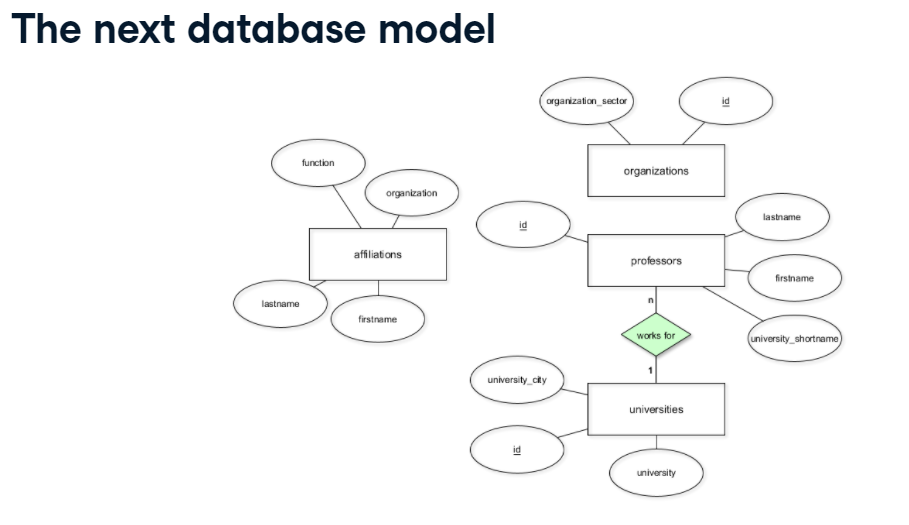 The next database model
organization_sector
id
organizations
function
organization
affiliations
lastname
firstname
id
lastname
professors
firstname
university_shortname
n
works for
1
university_city
universities
id
university